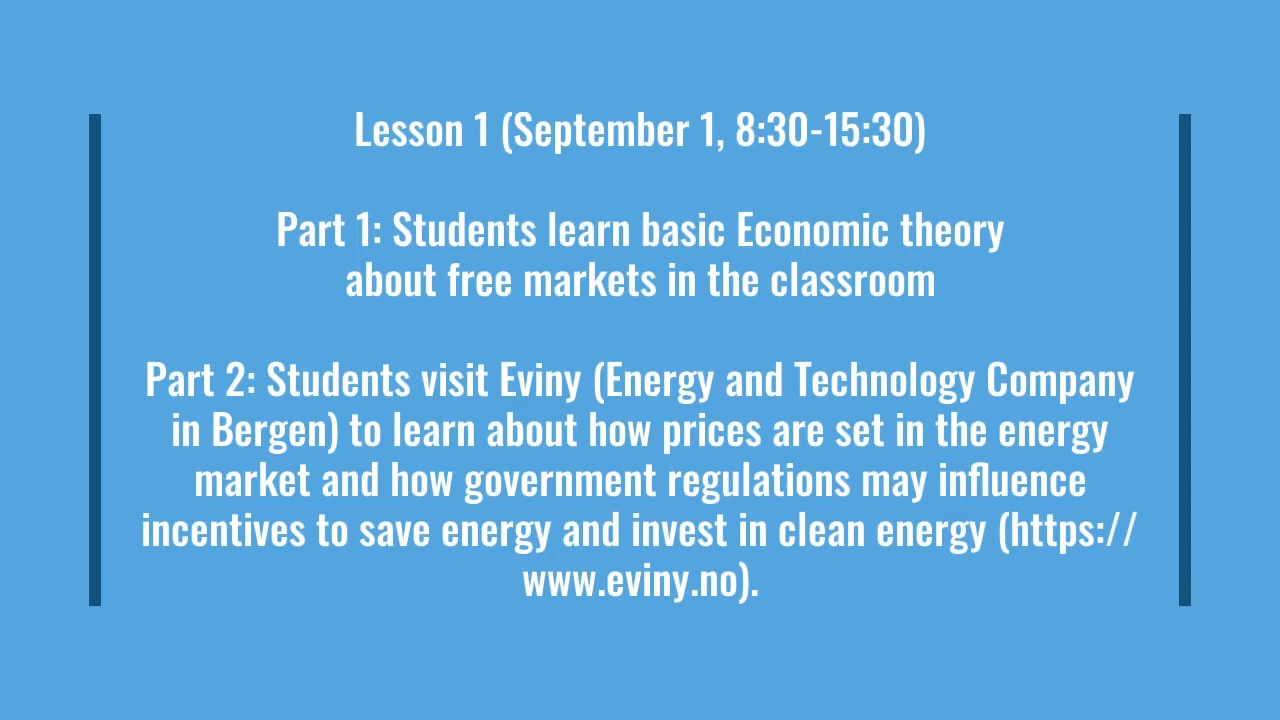 Lesson 1 (September 1, 8:30-15:30)
Part 1: Students learn basic Economic theory
about free markets in the classroom
Part 2: Students visit Eviny (Energy and Technology Company
in Bergen) to learn about how prices are set in the energy
market and how government regulations may influence
incentives to save energy and invest in clean energy (https://
www.eviny.no).